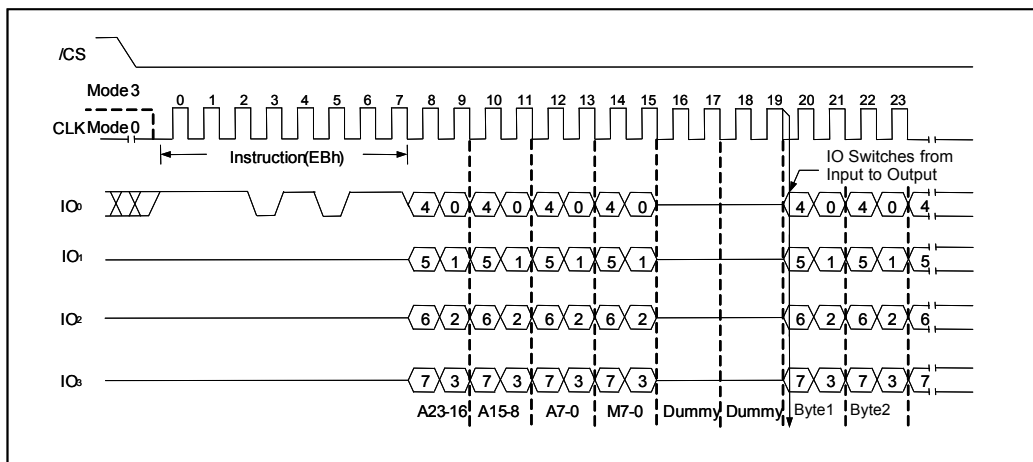 /CS
Mode 3
0 1 2 3 4 5 6 7 8 9 10 11 12 13 14 15 16 17 18 19 20 21 22 23
CLK Mode 0
Instruction(EBh)
IO Switches from
Input to Output
IO0 4 0 4 0 4 0 4 0 4 0 4 0 4
IO1 5 1 5 1 5 1 5 1 5 1 5 1 5
IO2 6 2 6 2 6 2 6 2 6 2 6 2 6
IO3 7 3 7 3 7 3 7 3 7 3 7 3 7
A23-16 A15-8 A7-0 M7-0 Dummy Dummy Byte1 Byte2